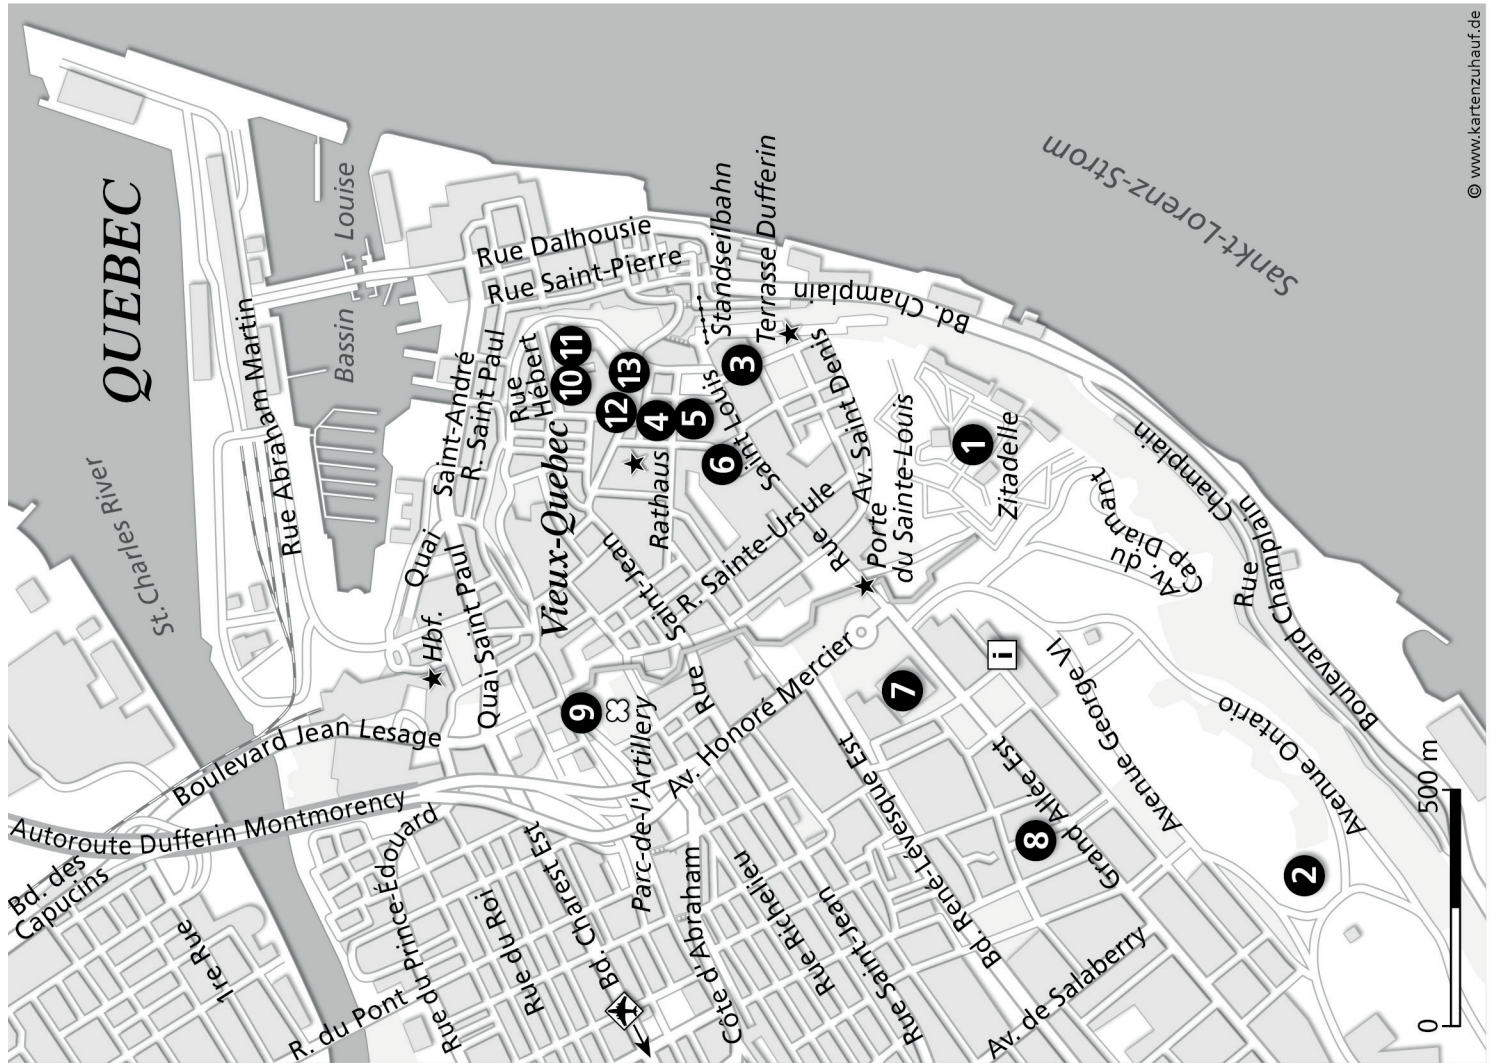 QUEBEC
St. Charles River
Rue Abraham Martin
Bassin Louise
Boulevard Jean Lesage
Autoroute Dufferin Montmorency
Bd. des
Capucins
1re Rue
R. du Pont
Rue du Prince-Édouard
Rue du Roi
Bd. Charest Est
Hbf.
Quai Saint Paul
Quai Saint-André
R. Saint Paul
Rue Dalhousie
Rue Saint-Pierre
Rue
Hébert
Vieux-Quebec
10
11
13
12
4
5
3
6
9
Rathaus
Standseilbahn
Terrasse Dufferin
Rue Saint Louis
Av. Saint Denis
R. Sainte-Ursule
Rue Saint-Jean
Porte
du Sainte-Louis
1
Zitadelle
Bd. Champlain
Sankt-Lorenz-Strom
Parc-de-l'Artillery
Av. Honoré Mercier
Côte d'Abraham
Rue Richelieu
Rue Saint-Jean
Bd. René-Lévesque Est
7
i
8
Grand Allée Est
Av. de Salaberry
Avenue George VI
Avenue Ontario
Av. du
Cap Diamant
Rue Champlain
Champlain
Boulevard Champlain
2
0
500 m
© www.kartenzuhauf.de